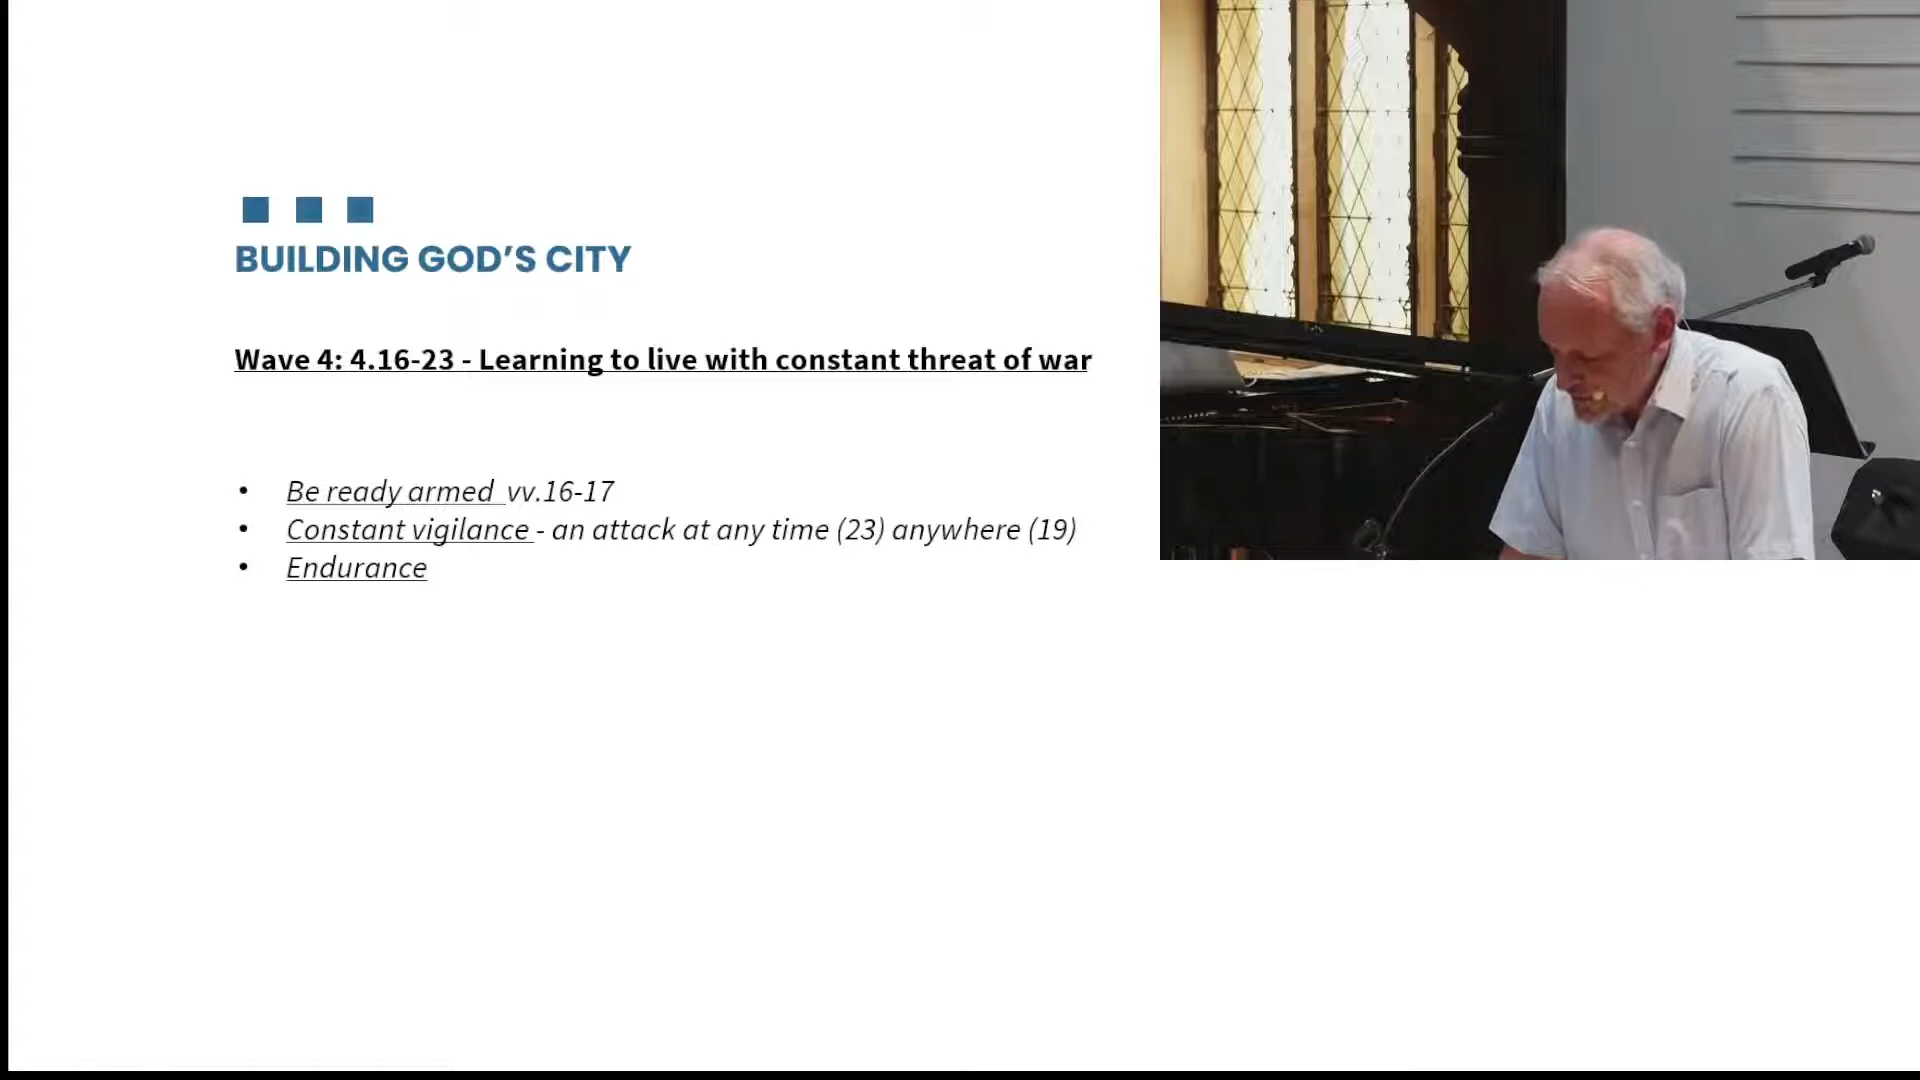 BUILDING GOD’S CITY
Wave 4: 4.16-23 - Learning to live with constant threat of war
• Be ready armed vv.16-17
• Constant vigilance - an attack at any time (23) anywhere (19)
• Endurance